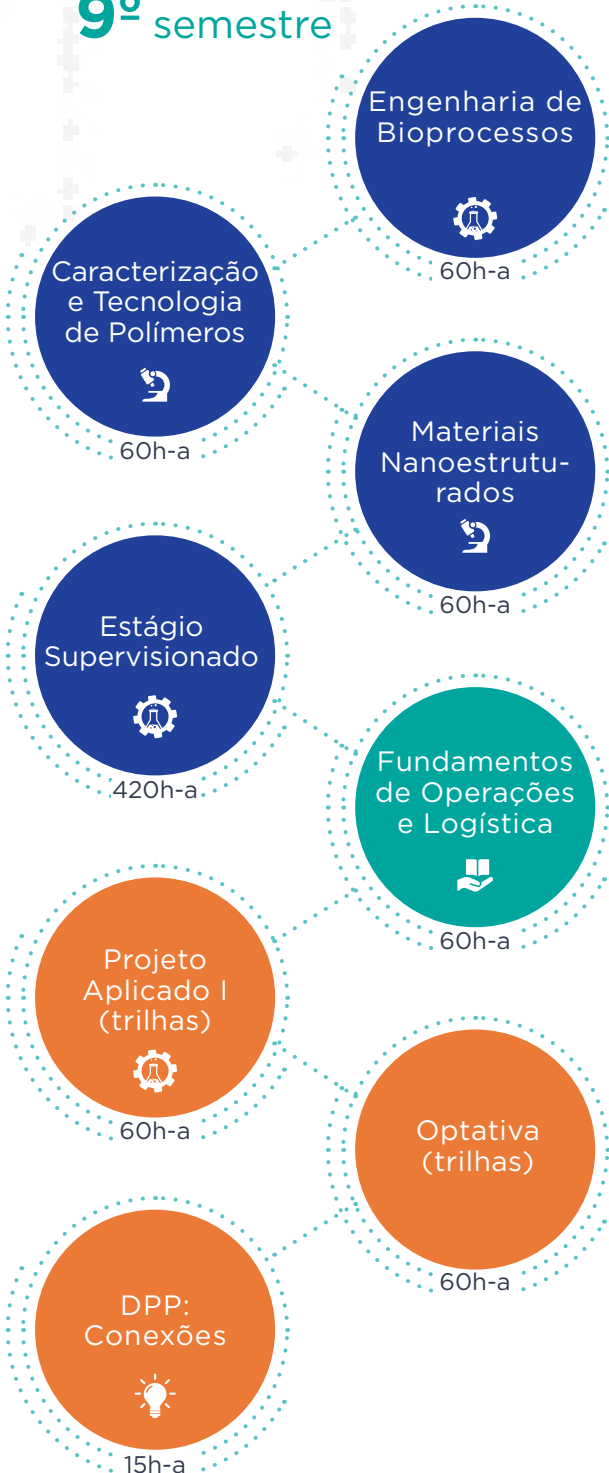 9º semestre
Engenharia de
Bioprocessos
60h-a
Caracterização
e Tecnologia
de Polímeros
60h-a
Materiais
Nanoestrutu-
rados
60h-a
Estágio
Supervisionado
420h-a
Fundamentos
de Operações
e Logística
60h-a
Projeto
Aplicado I
(trilhas)
60h-a
Optativa
(trilhas)
60h-a
DPP:
Conexões
15h-a